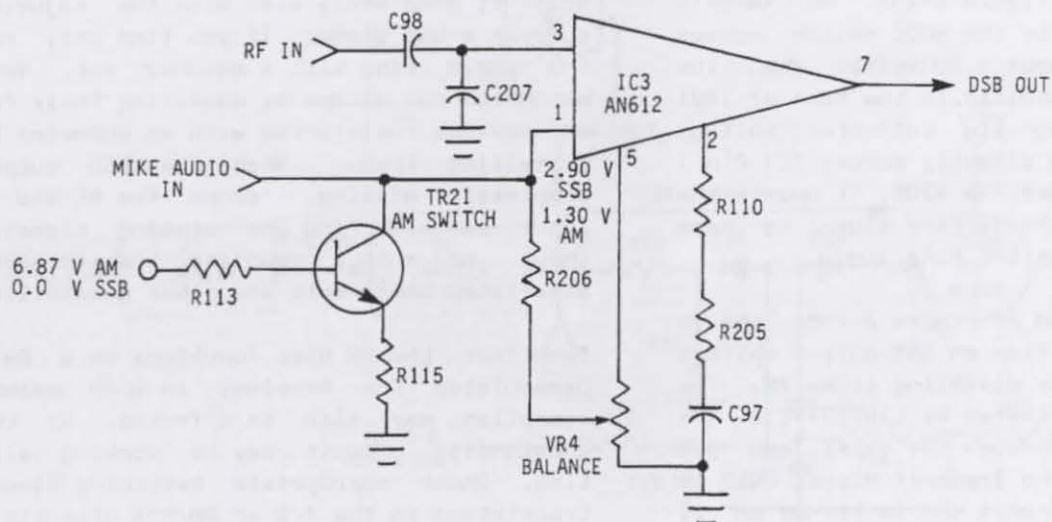 C98
3
RF IN
7
IC3
AN612
DSB OUT
C207
1
2
5
MIKE AUDIO
IN
2.90 V
SSB
1.30 V
AM
TR21
AM SWITCH
R110
1
6.87 V AM
0.0 V SSB
R113
R206
R205
R115
C97
VR4
BALANCE